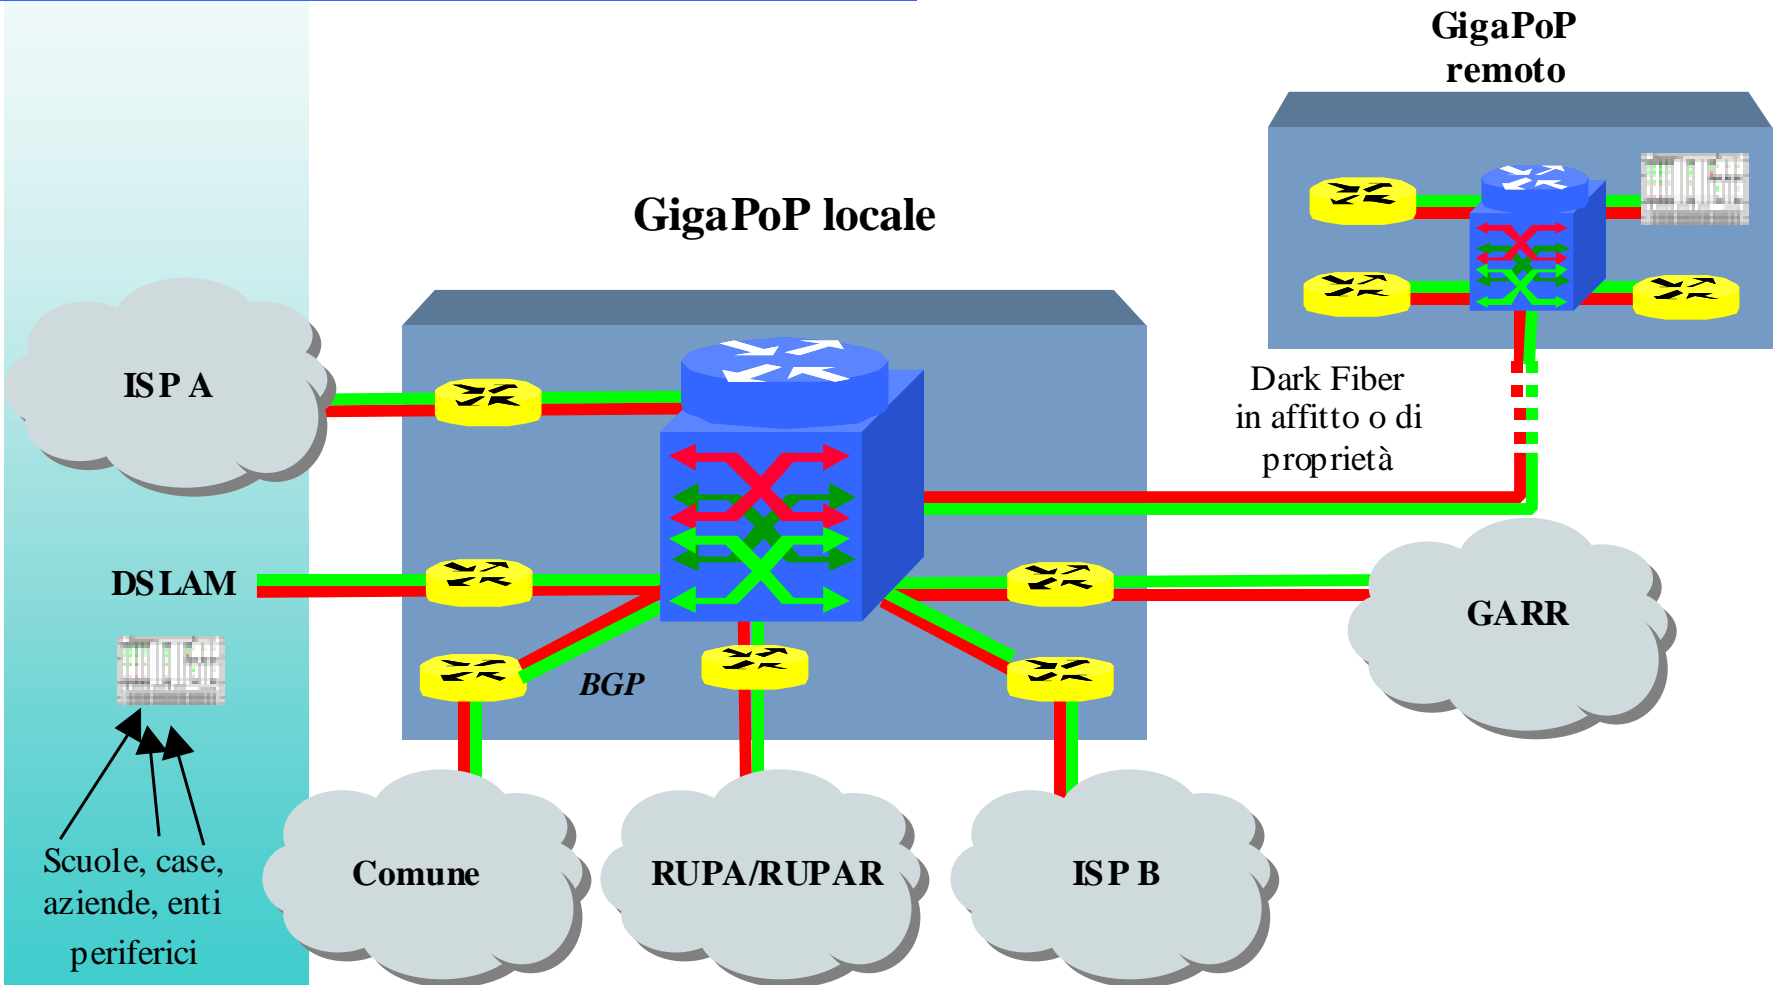 GigaPoP
remoto
GigaPoP locale
ISP A
Dark Fiber
in affitto o di
proprietà
DSLAM
GARR
BGP
Scuole, case,
aziende, enti
periferici
Comune
RUPA/RUPAR
ISP B